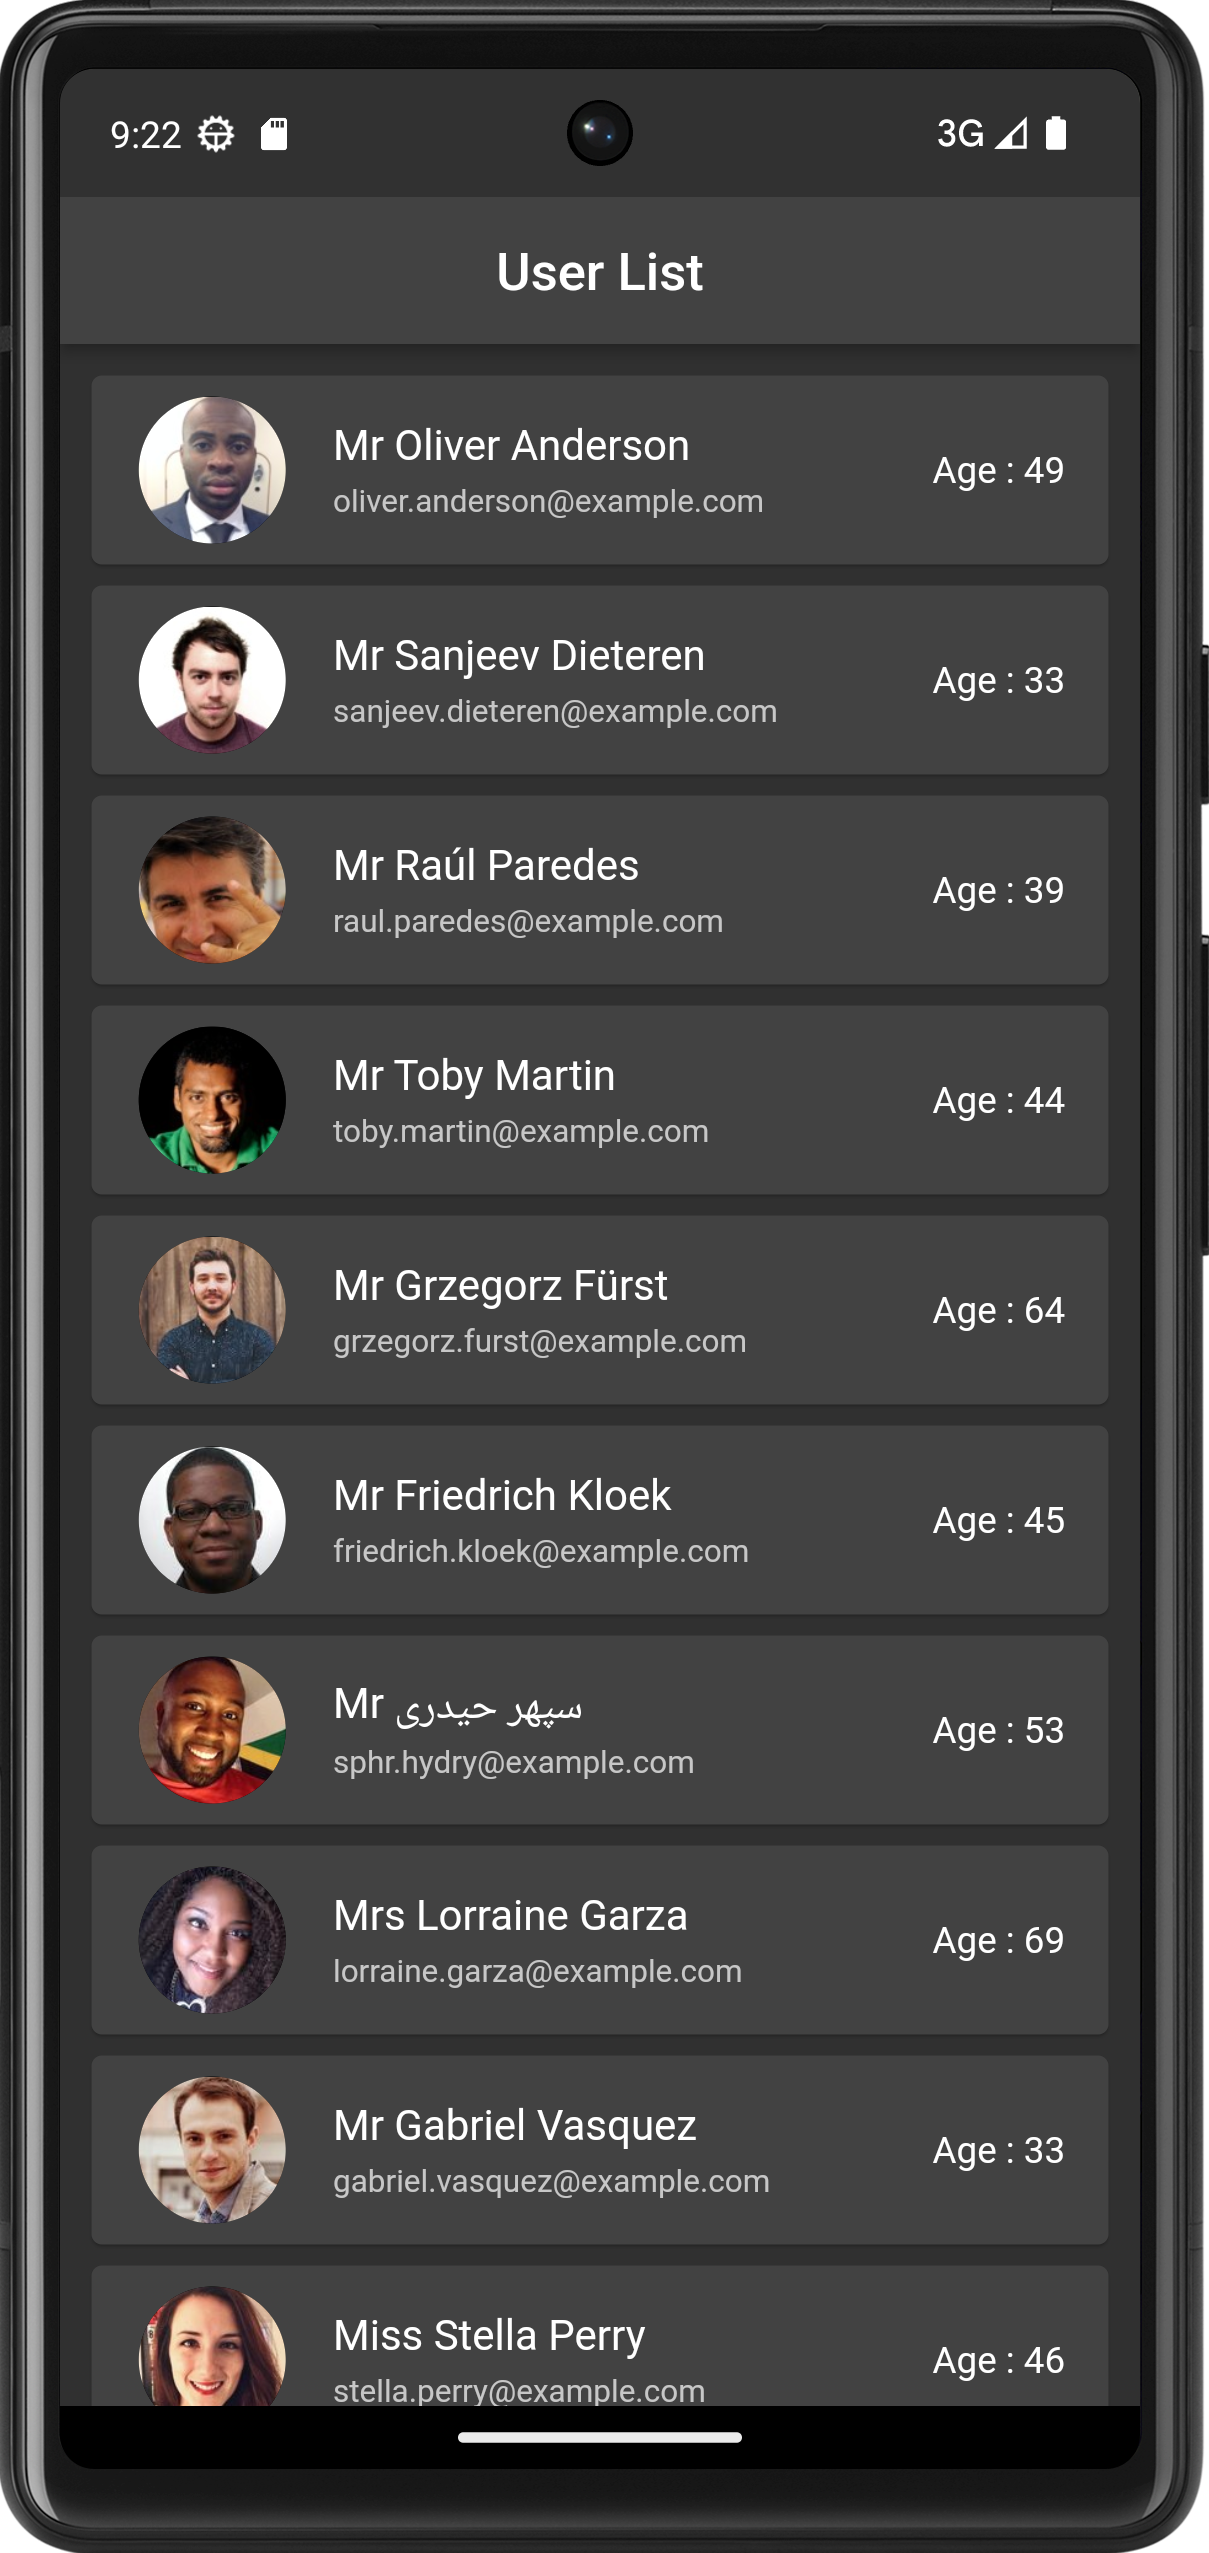 9:22 3G
User List
Mr Oliver Anderson
oliver.anderson@example.com
Age : 49
Mr Sanjeev Dieteren
sanjeev.dieteren@example.com
Age : 33
Mr Raúl Paredes
raul.paredes@example.com
Age : 39
Mr Toby Martin
toby.martin@example.com
Age : 44
Mr Grzegorz Fürst
grzegorz.furst@example.com
Age : 64
Mr Friedrich Kloek
friedrich.kloek@example.com
Age : 45
Mr سپهر حیدری
sphr.hydry@example.com
Age : 53
Mrs Lorraine Garza
lorraine.garza@example.com
Age : 69
Mr Gabriel Vasquez
gabriel.vasquez@example.com
Age : 33
Miss Stella Perry
stella.perry@example.com
Age : 46